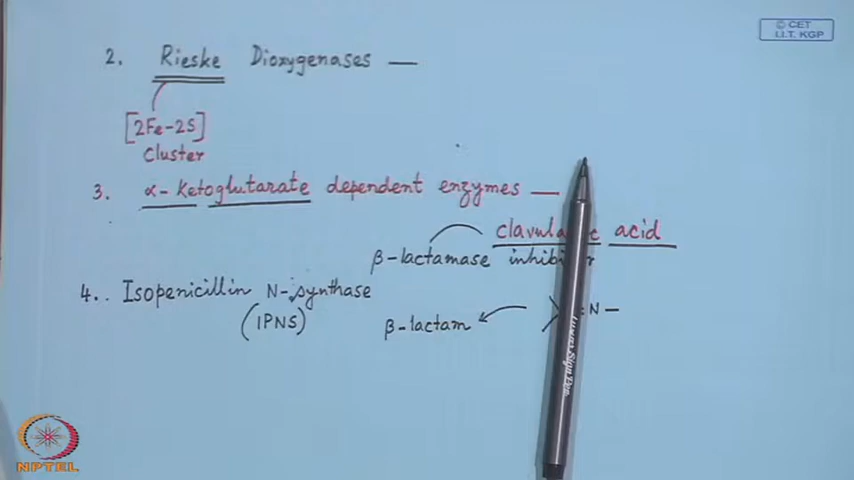 © CET
I.I.T. KGP
2. Rieske Dioxygenases —
[2Fe-2S]
cluster
3. α-Ketoglutarate dependent enzymes —
acid
β-lactamase
4. Isopenicillin N-synthase
(IPNS)
β-lactam
N-
NPTEL